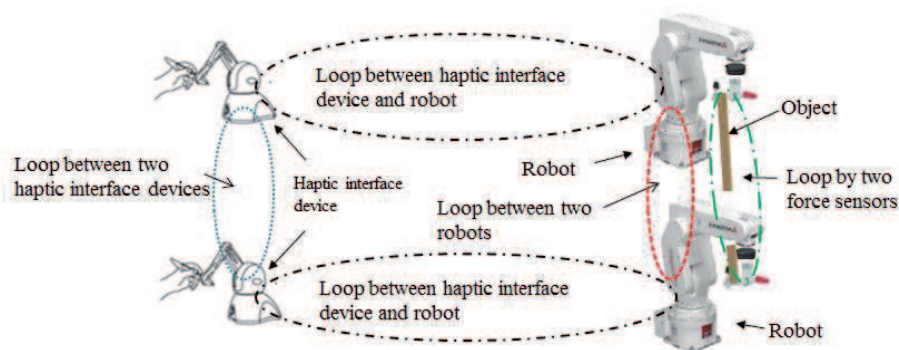 Loop between haptic interface
device and robot
Object
Loop between two
haptic interface devices
Robot
Haptic interface
device
Loop by two
force sensors
Loop between two
robots
Loop between haptic interface
device and robot
Robot